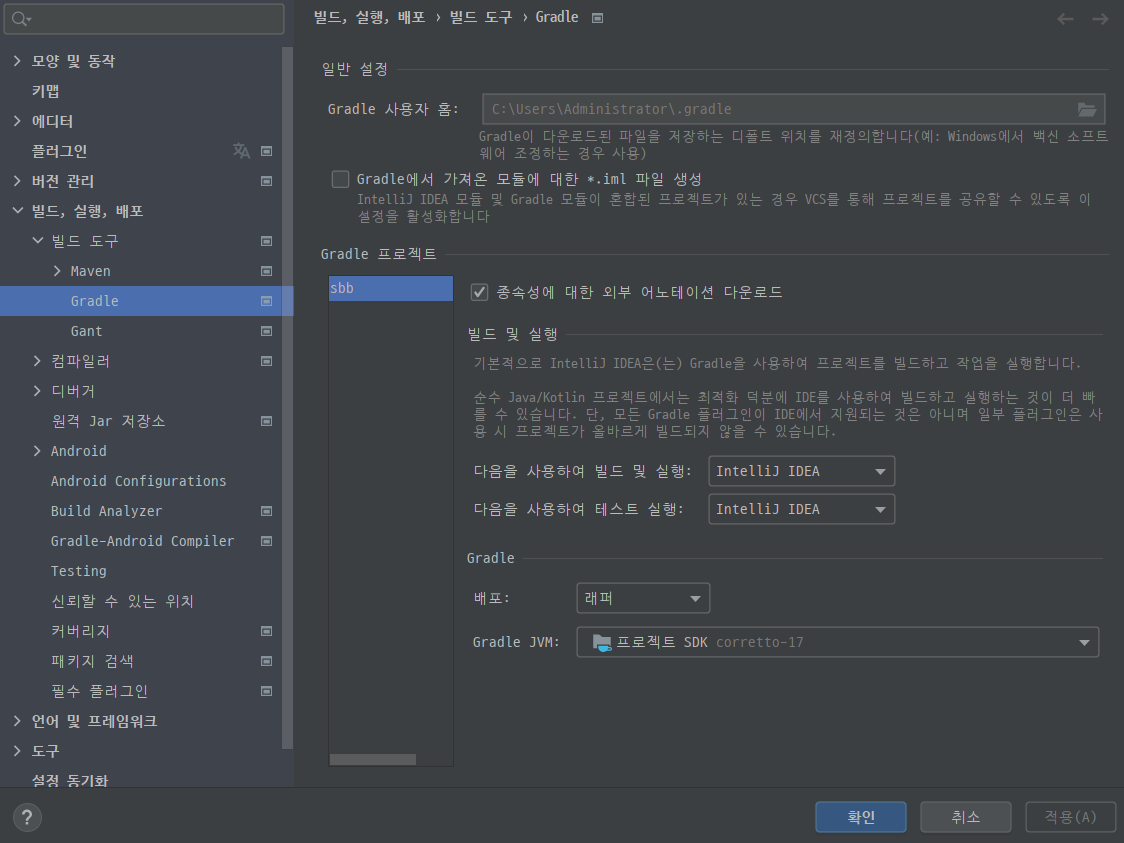 빌드, 실행, 배포 › 빌드 도구 › Gradle
모양 및 동작
키맵
에디터
플러그인
버전 관리
빌드, 실행, 배포
빌드 도구
Maven
Gradle
Gant
컴파일러
디버거
원격 Jar 저장소
Android
Android Configurations
Build Analyzer
Gradle-Android Compiler
Testing
신뢰할 수 있는 위치
커버리지
패키지 검색
필수 플러그인
언어 및 프레임워크
도구
설정 동기화
일반 설정
Gradle 사용자 홈: C:\Users\Administrator\.gradle
Gradle이 다운로드된 파일을 저장하는 디폴트 위치를 재정의합니다(예: Windows에서 백신 소프트
웨어 조정하는 경우 사용)
Gradle에서 가져온 모듈에 대한 *.iml 파일 생성
IntelliJ IDEA 모듈 및 Gradle 모듈이 혼합된 프로젝트가 있는 경우 VCS를 통해 프로젝트를 공유할 수 있도록 이
설정을 활성화합니다
Gradle 프로젝트
sbb
종속성에 대한 외부 어노테이션 다운로드
빌드 및 실행
기본적으로 IntelliJ IDEA은(는) Gradle을 사용하여 프로젝트를 빌드하고 작업을 실행합니다.
순수 Java/Kotlin 프로젝트에서는 최적화 덕분에 IDE를 사용하여 빌드하고 실행하는 것이 더 빠
를 수 있습니다. 단, 모든 Gradle 플러그인이 IDE에서 지원되는 것은 아니며 일부 플러그인은 사
용 시 프로젝트가 올바르게 빌드되지 않을 수 있습니다.
다음을 사용하여 빌드 및 실행: IntelliJ IDEA
다음을 사용하여 테스트 실행: IntelliJ IDEA
Gradle
배포: 래퍼
Gradle JVM: 프로젝트 SDK corretto-17
? 확인 취소 적용(A)